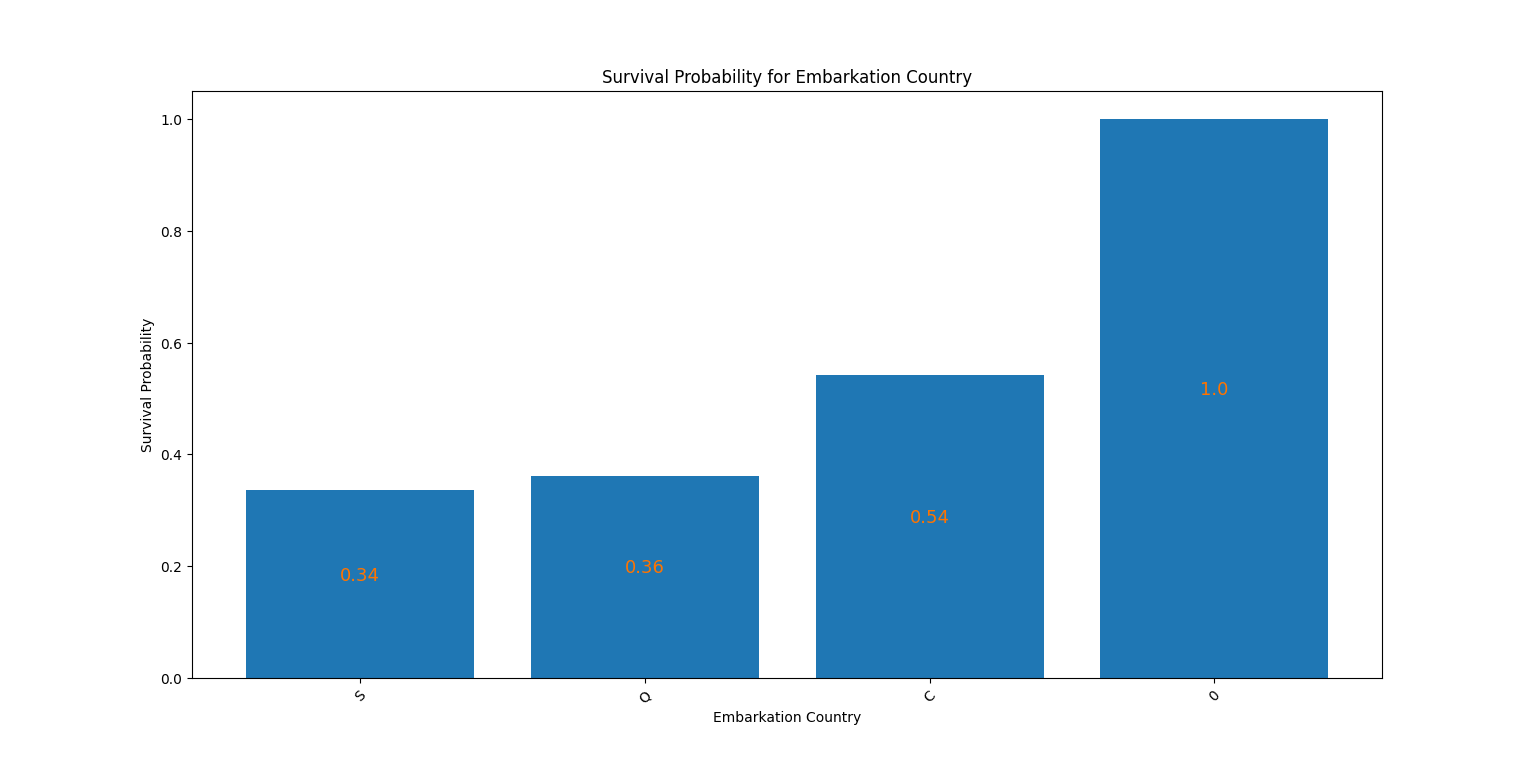 Survival Probability for Embarkation Country
1.0
0.8
0.6
0.4
0.2
0.0
Survival Probability
0.34
0.36
0.54
1.0
S
Q
C
0
Embarkation Country